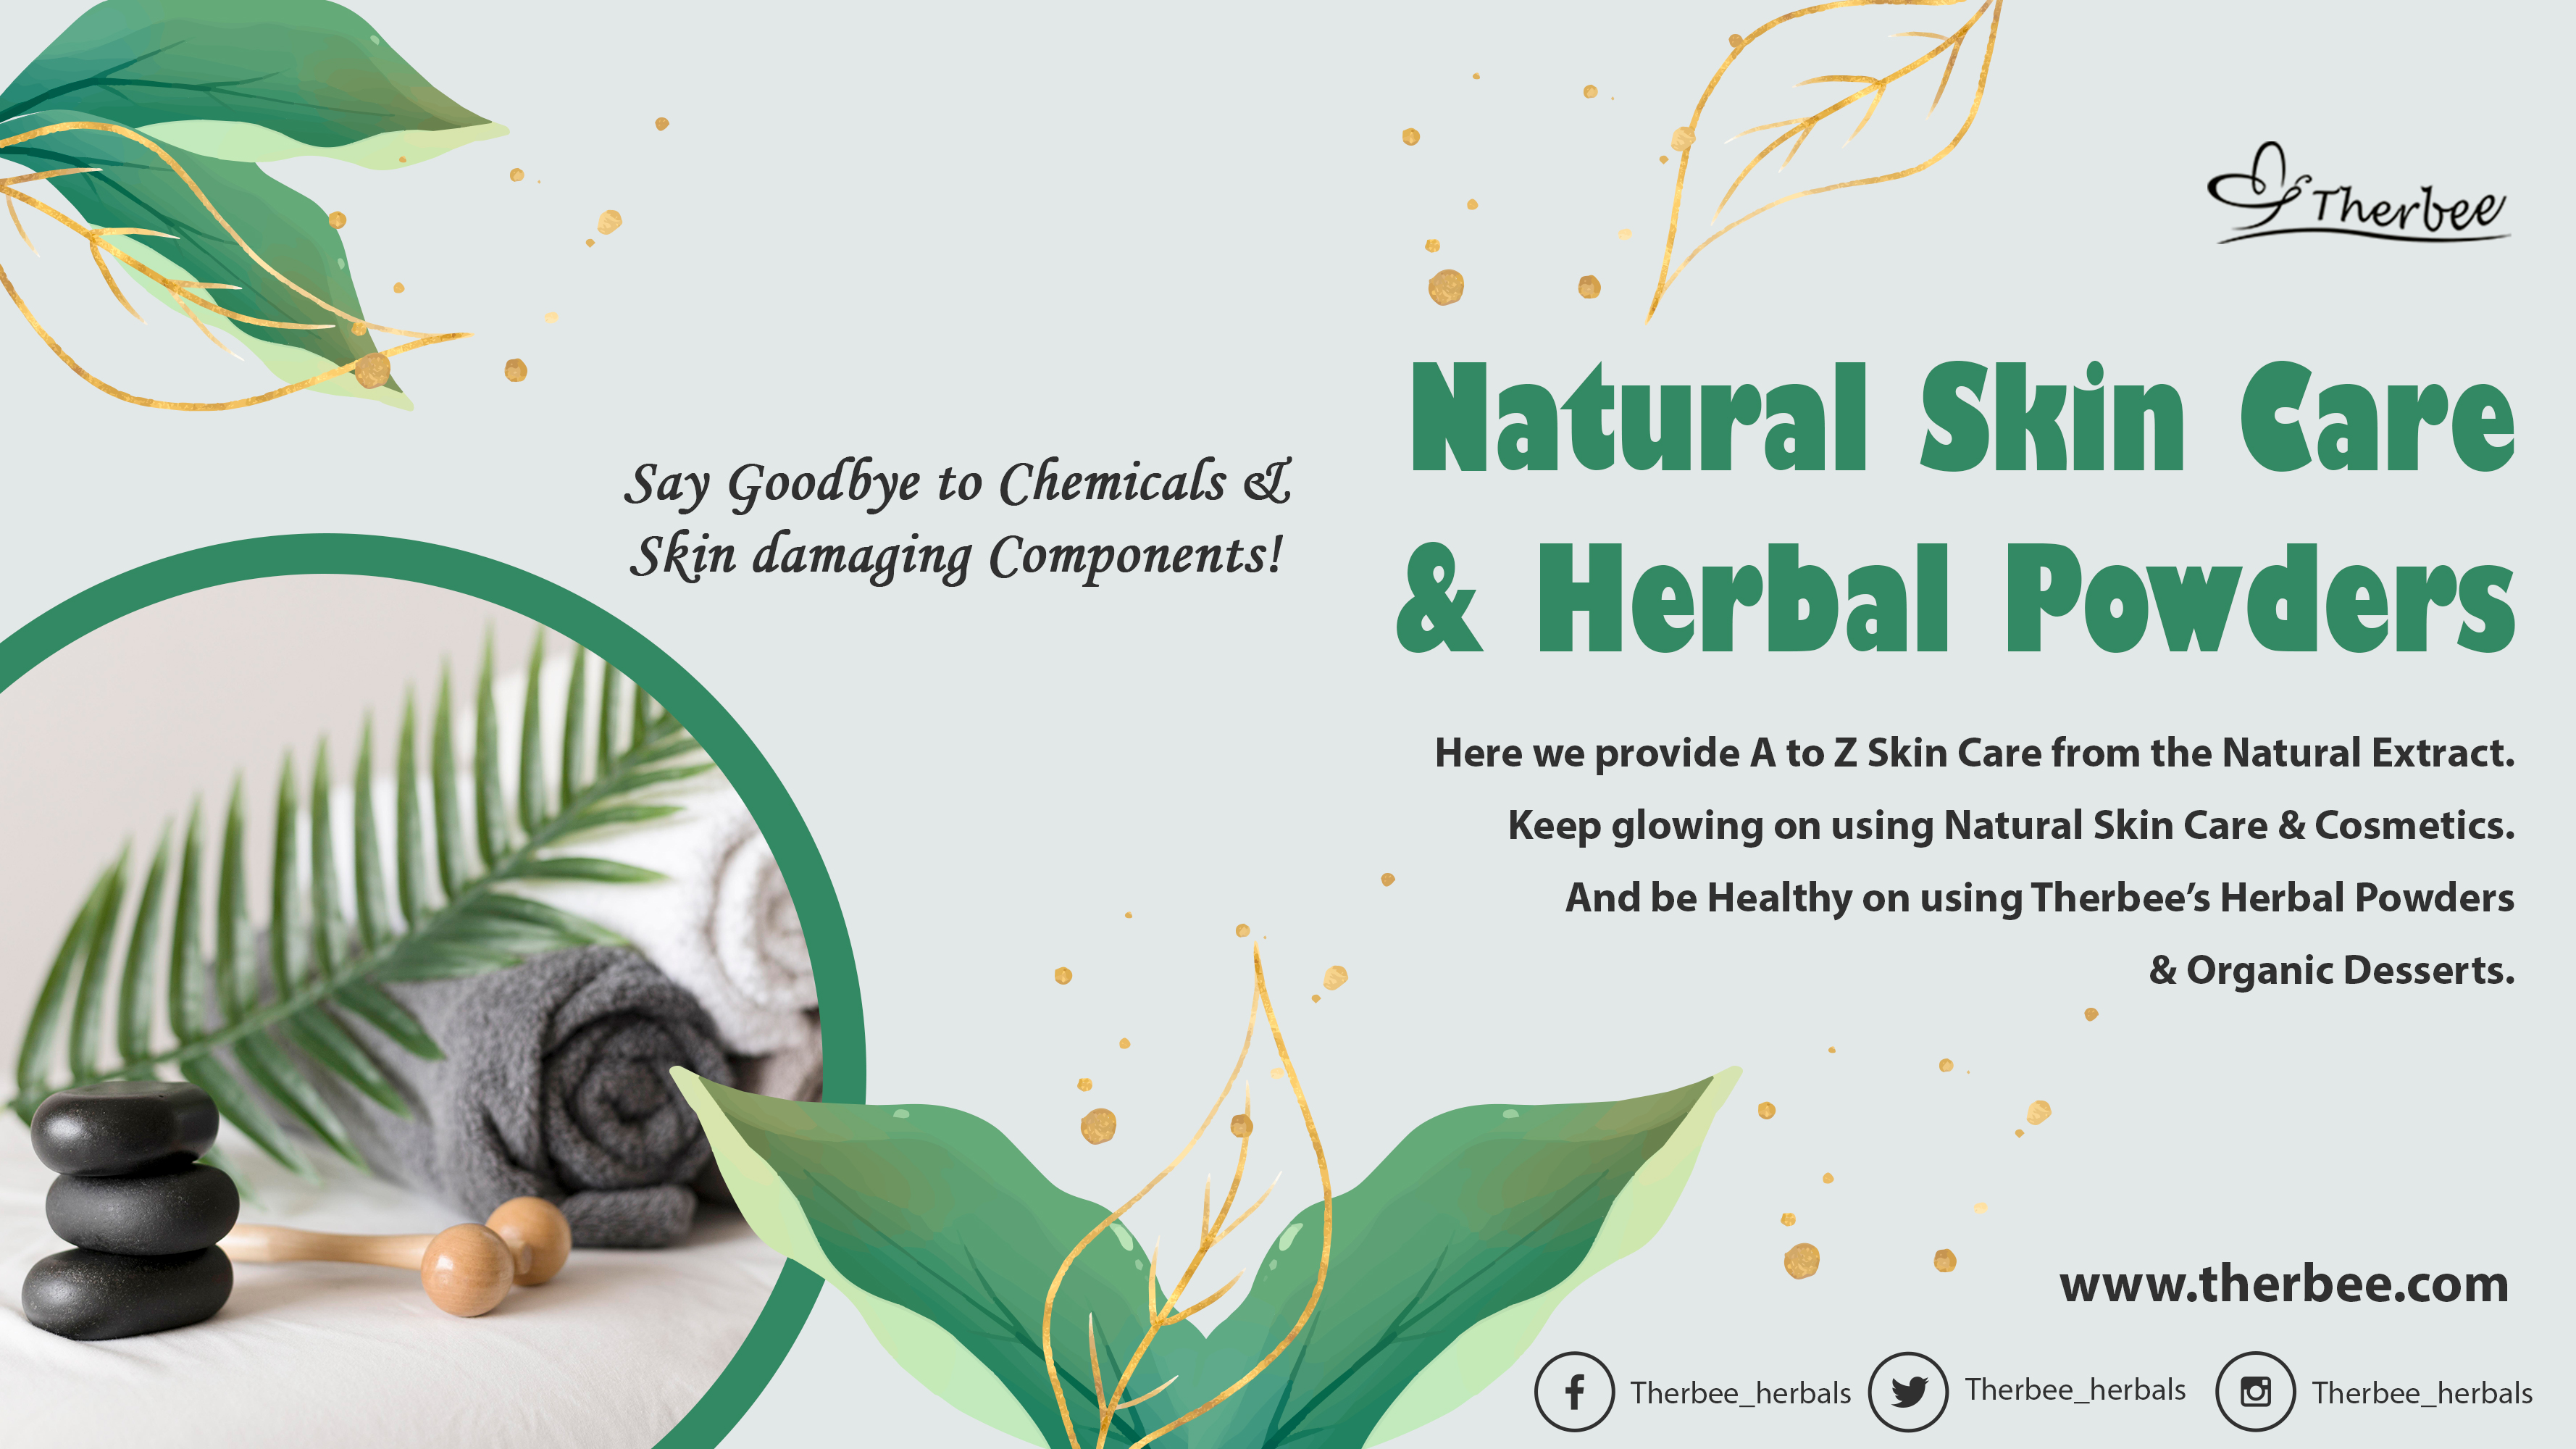 Therbee
Say Goodbye to Chemicals &
Skin damaging Components!
Natural Skin Care
& Herbal Powders
Here we provide A to Z Skin Care from the Natural Extract.
Keep glowing on using Natural Skin Care & Cosmetics.
And be Healthy on using Therbee’s Herbal Powders
& Organic Desserts.
www.therbee.com
Therbee_herbals Therbee_herbals Therbee_herbals